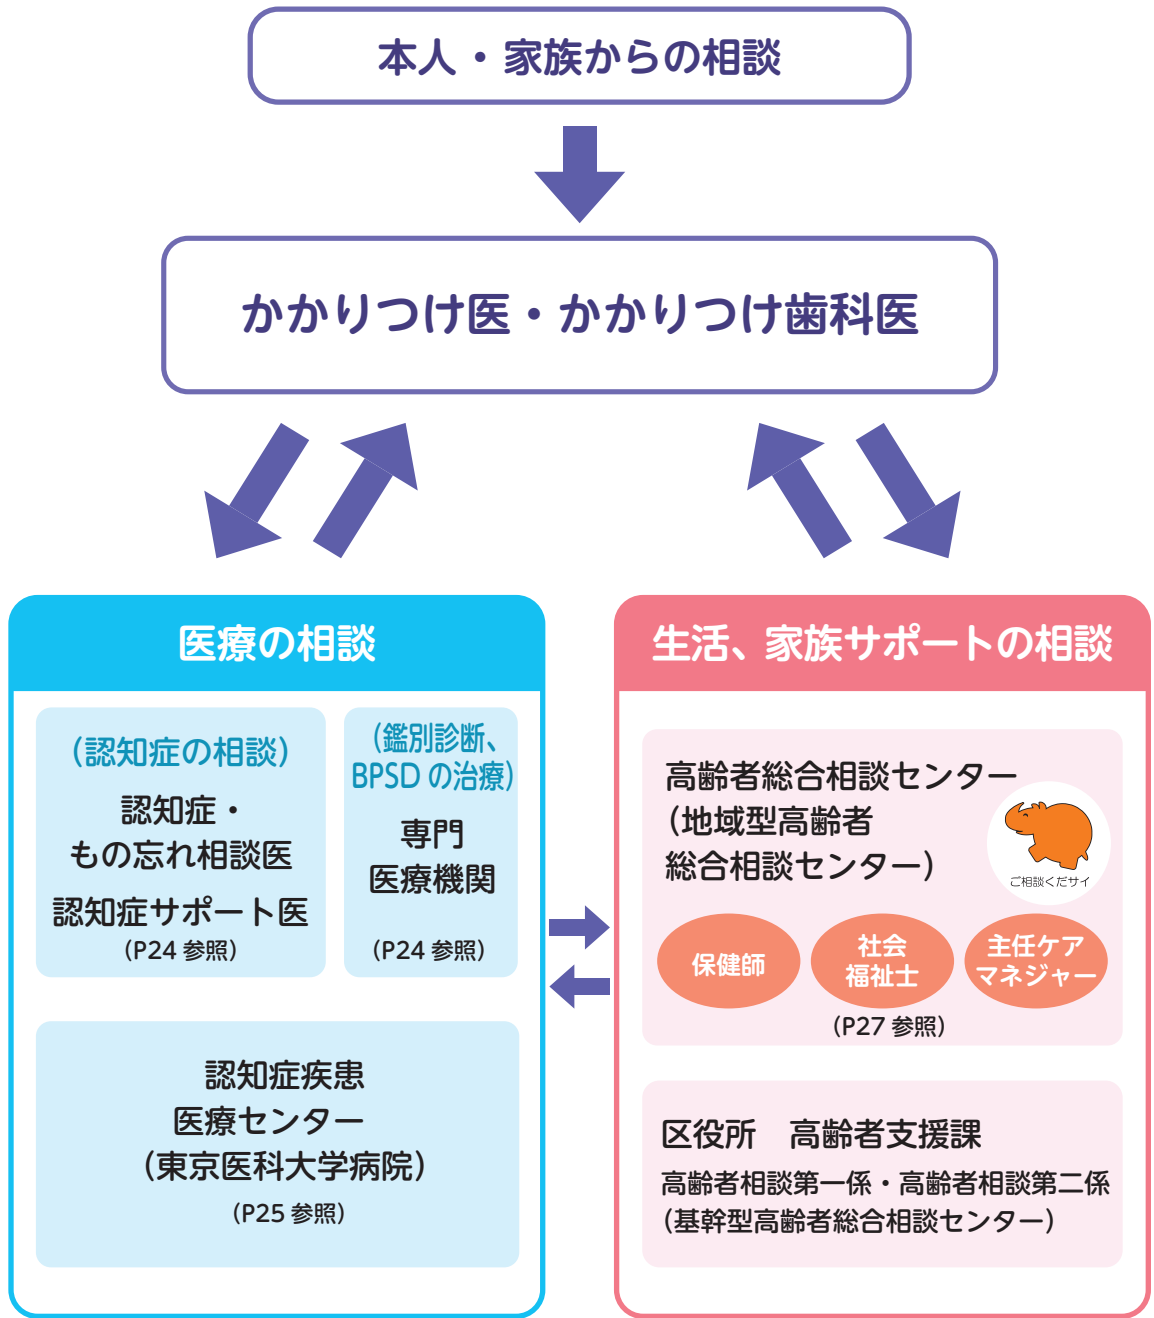 本人・家族からの相談
かかりつけ医・かかりつけ歯科医
医療の相談
（認知症の相談）
認知症・
もの忘れ相談医
認知症サポート医
（P24 参照）
（鑑別診断、
BPSD の治療）
専門
医療機関
（P24 参照）
認知症疾患
医療センター
（東京医科大学病院）
（P25 参照）
生活、家族サポートの相談
高齢者総合相談センター
（地域型高齢者
総合相談センター）
ご相談くだサイ
保健師
社会
福祉士
主任ケア
マネジャー
（P27 参照）
区役所　高齢者支援課
高齢者相談第一係・高齢者相談第二係
（基幹型高齢者総合相談センター）